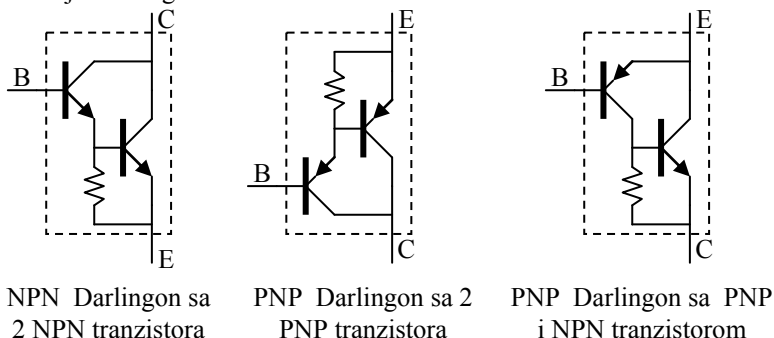 C E E
B
B
B
E C C
NPN Darlingon sa
2 NPN tranzistora
PNP Darlingon sa 2
PNP tranzistora
PNP Darlingon sa PNP
i NPN tranzistorom